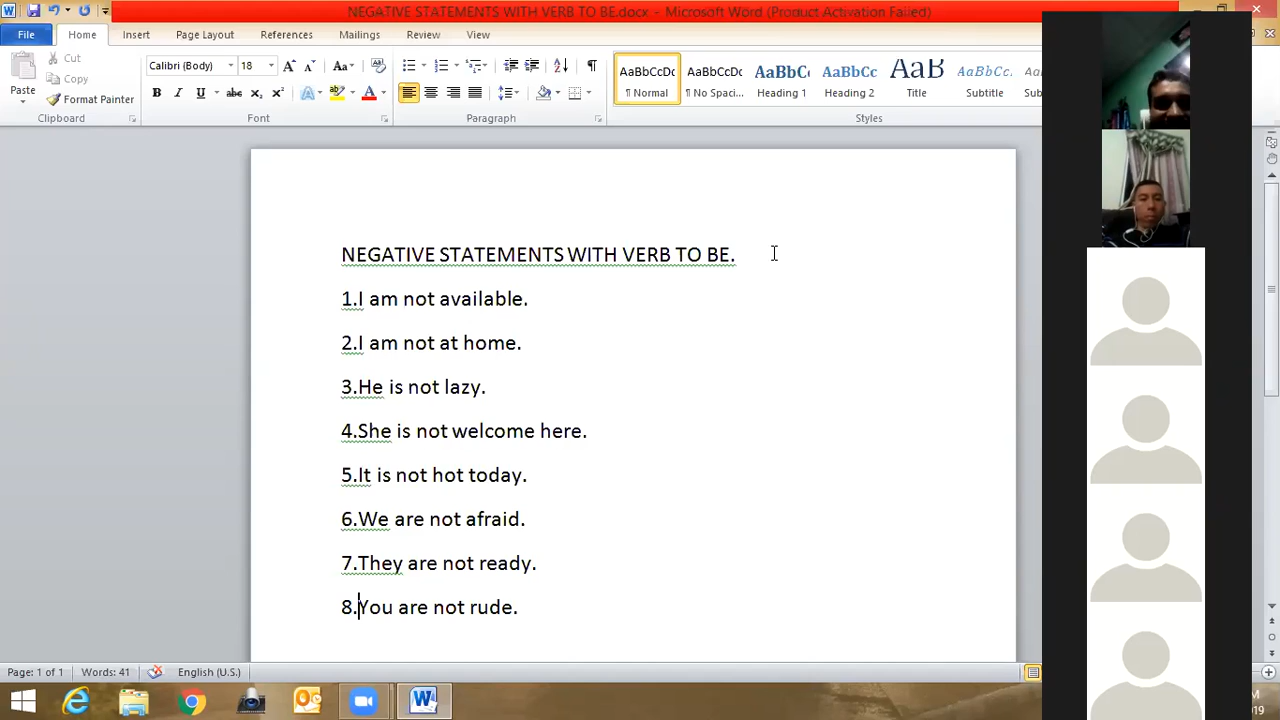 NEGATIVE STATEMENTS WITH VERB TO BE.docx - Microsoft Word (Product Activation Failed)
File Home Insert Page Layout References Mailings Review View
Cut
Copy
Paste
Format Painter
Calibri (Body) 18
AaBbCcDc AaBbCcDc AaBbC AaBbCc AaB AaBbCc.
¶ Normal ¶ No Spaci... Heading 1 Heading 2 Title Subtitle
Clipboard Font Paragraph Styles
NEGATIVE STATEMENTS WITH VERB TO BE.
1.I am not available.
2.I am not at home.
3.He is not lazy.
4.She is not welcome here.
5.It is not hot today.
6.We are not afraid.
7.They are not ready.
8.You are not rude.
Page: 1 of 1 Words: 41 English (U.S.)